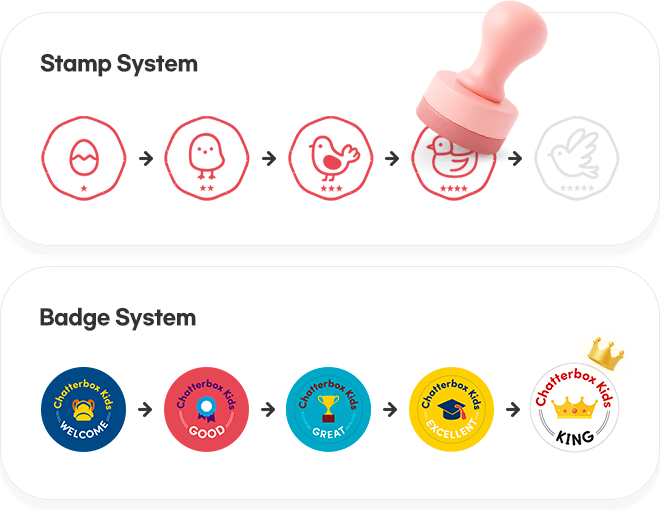 Stamp System
Badge System
Chatterbox Kids
WELCOME
Chatterbox Kids
GOOD
Chatterbox Kids
GREAT
Chatterbox Kids
EXCELLENT
Chatterbox Kids
KING